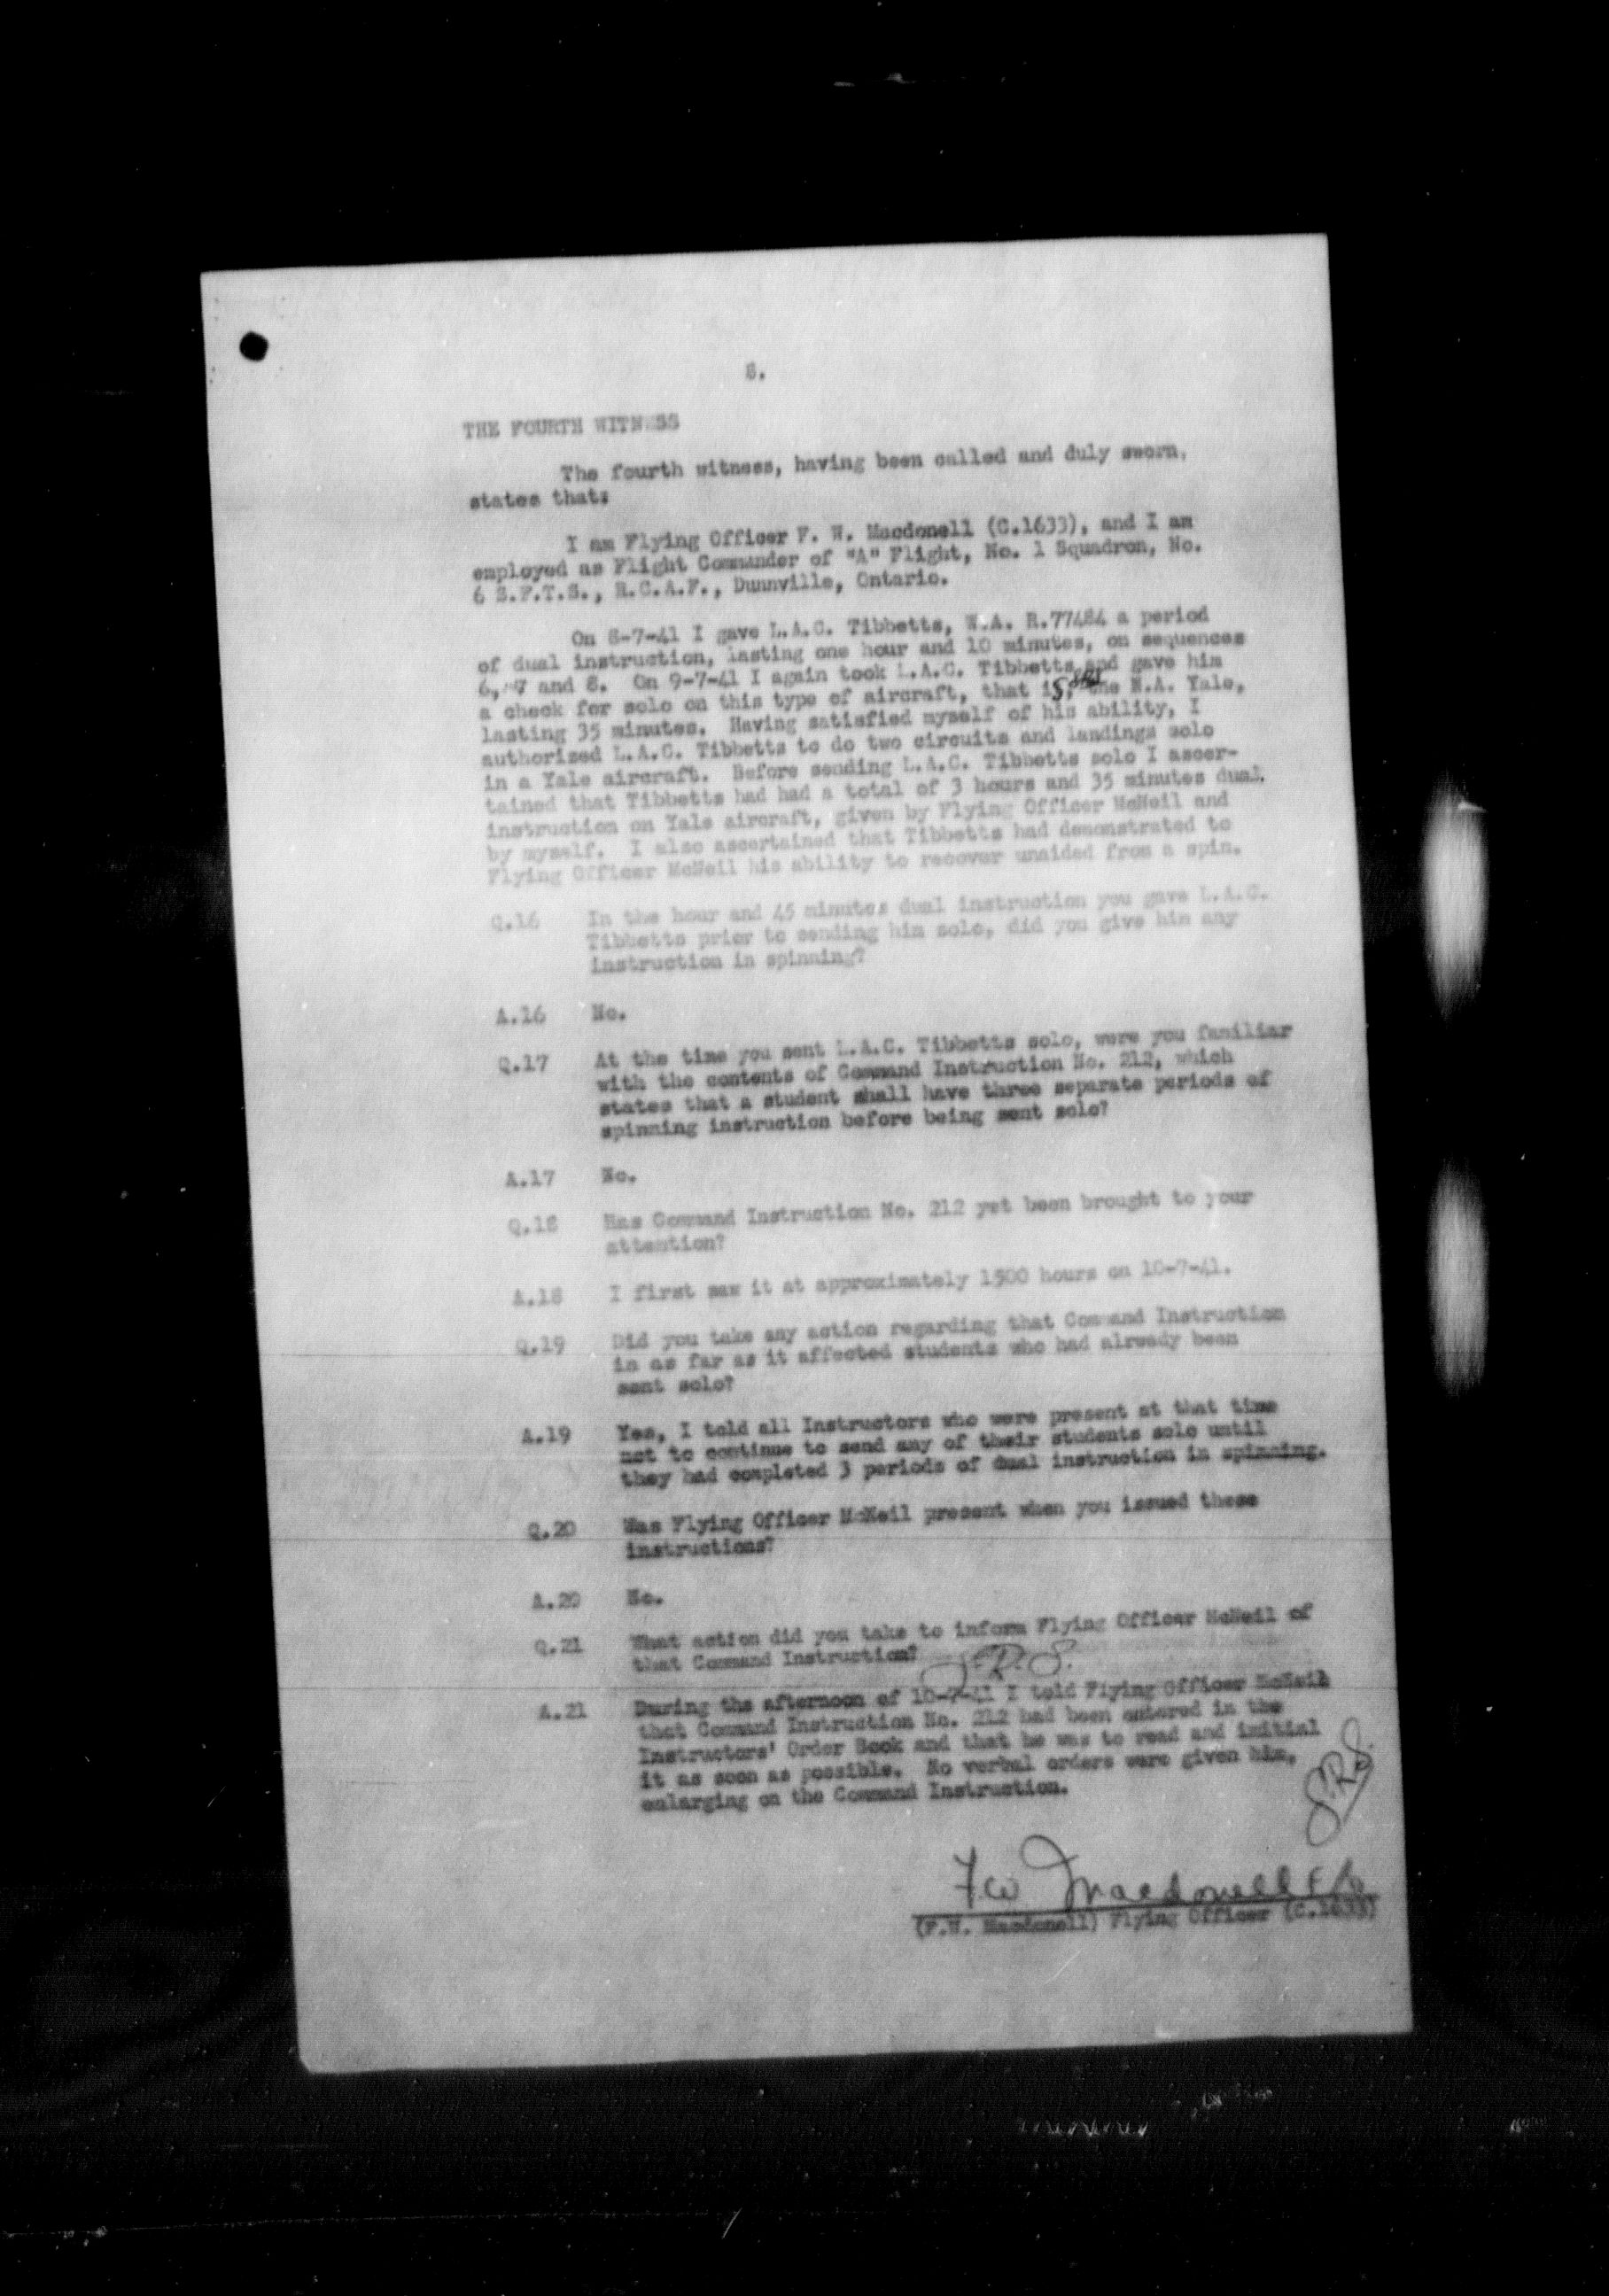 8.
THE FOURTH WITNESS
The fourth witness, having been called and duly sworn,
states that:
I am Flying Officer F. W. Macdonell (C.1633), and I am
employed as Flight Commander of "A" Flight, No. 1 Squadron, No.
6 S.F.T.S., R.C.A.F., Dunnville, Ontario.
On 8-7-41 I gave L.A.C. Tibbetts, W.A. R.77484 a period
of dual instruction, lasting one hour and 10 minutes, on sequences
6, 7 and 8. On 9-7-41 I again took L.A.C. Tibbetts and gave him
a check for solo on this type of aircraft, that is, the N.A. Yale,
lasting 35 minutes. Having satisfied myself of his ability, I
authorized L.A.C. Tibbetts to do two circuits and landings solo
in a Yale aircraft. Before sending L.A.C. Tibbetts solo I ascer-
tained that Tibbetts had had a total of 3 hours and 35 minutes dual
instruction on Yale aircraft, given by Flying Officer McNeil and
by myself. I also ascertained that Tibbetts had demonstrated to
Flying Officer McNeil his ability to recover unaided from a spin.
Q.16 In the hour and 45 minutes dual instruction you gave L.A.C.
Tibbetts prior to sending him solo, did you give him any
instruction in spinning?
A.16 No.
Q.17 At the time you sent L.A.C. Tibbetts solo, were you familiar
with the contents of Command Instruction No. 212, which
states that a student shall have three separate periods of
spinning instruction before being sent solo?
A.17 No.
Q.18 Has Command Instruction No. 212 yet been brought to your
attention?
A.18 I first saw it at approximately 1500 hours on 10-7-41.
Q.19 Did you take any action regarding that Command Instruction
in as far as it affected students who had already been
sent solo?
A.19 Yes, I told all Instructors who were present at that time
not to continue to send any of their students solo until
they had completed 3 periods of dual instruction in spinning.
Q.20 Was Flying Officer McNeil present when you issued these
instructions?
A.20 No.
Q.21 What action did you take to inform Flying Officer McNeil of
that Command Instruction?
A.21 During the afternoon of 10-7-41 I told Flying Officer McNeil
that Command Instruction No. 212 had been entered in the
Instructors' Order Book and that he was to read and initial
it as soon as possible. No verbal orders were given him,
enlarging on the Command Instruction.
S.R.S.
F W Macdonell F/O
(F.W. Macdonell) Flying Officer (C.1633)